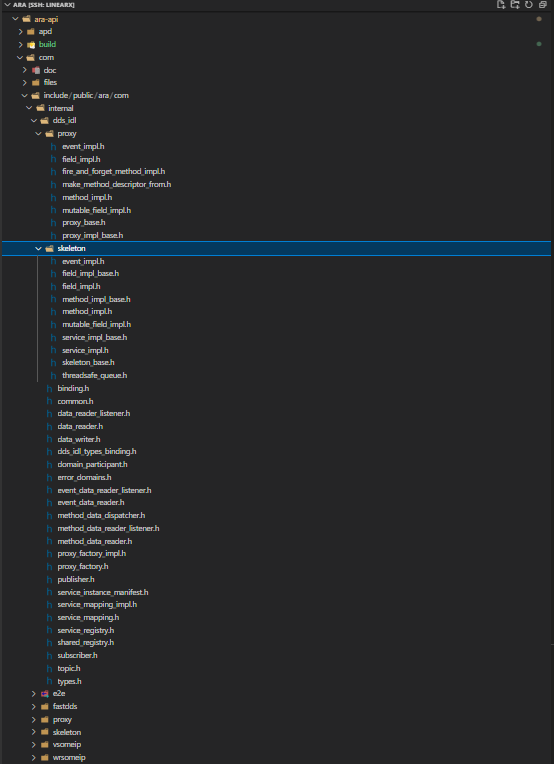 ARA [SSH: LINEARX]
ara-api
apd
build
com
doc
files
include/public/ara/com
internal
dds_idl
proxy
event_impl.h
field_impl.h
fire_and_forget_method_impl.h
make_method_descriptor_from.h
method_impl.h
mutable_field_impl.h
proxy_base.h
proxy_impl_base.h
skeleton
event_impl.h
field_impl_base.h
field_impl.h
method_impl_base.h
method_impl.h
mutable_field_impl.h
service_impl_base.h
service_impl.h
skeleton_base.h
threadsafe_queue.h
binding.h
common.h
data_reader_listener.h
data_reader.h
data_writer.h
dds_idl_types_binding.h
domain_participant.h
error_domains.h
event_data_reader_listener.h
event_data_reader.h
method_data_dispatcher.h
method_data_reader_listener.h
method_data_reader.h
proxy_factory_impl.h
proxy_factory.h
publisher.h
service_instance_manifest.h
service_mapping_impl.h
service_mapping.h
service_registry.h
shared_registry.h
subscriber.h
topic.h
types.h
e2e
fastdds
proxy
skeleton
vsomeip
wrsomeip